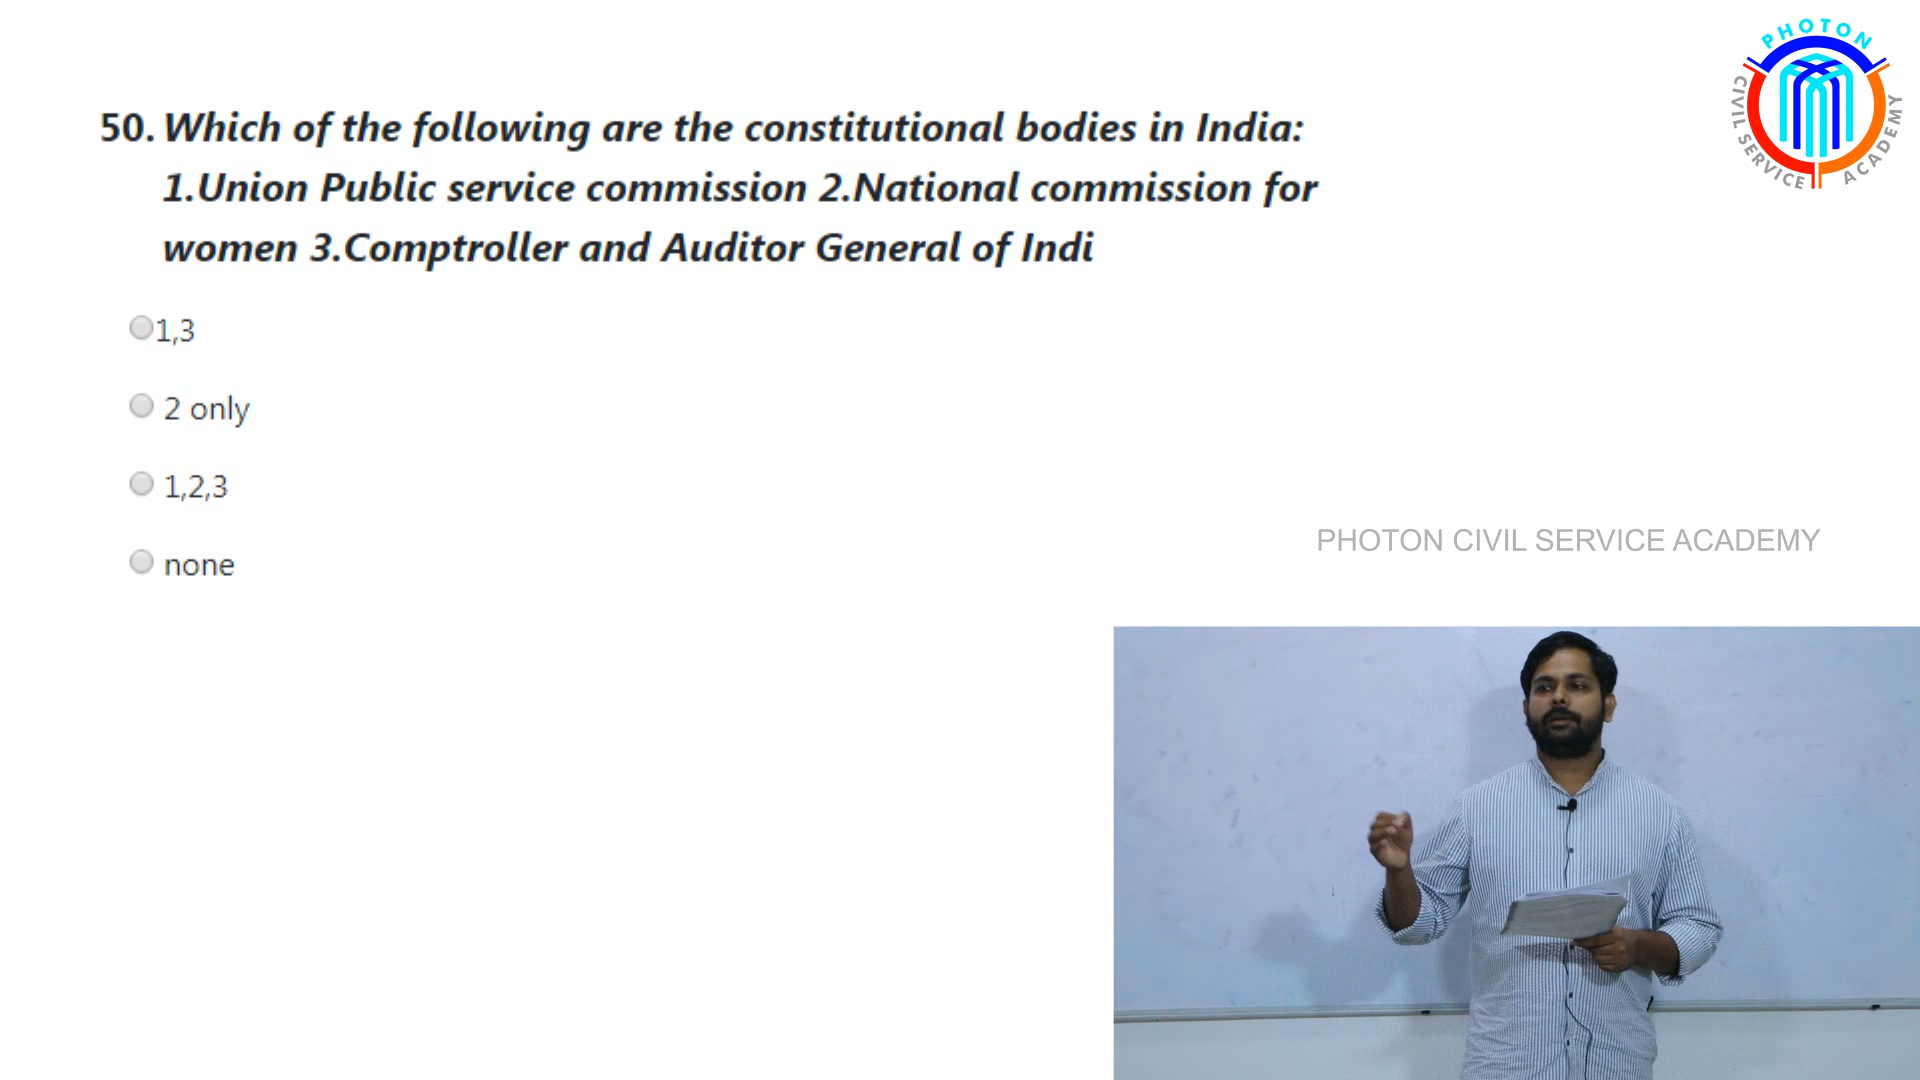 PHOTON
CIVIL SERVICE ACADEMY
50. Which of the following are the constitutional bodies in India:
1.Union Public service commission 2.National commission for
women 3.Comptroller and Auditor General of Indi
1,3
2 only
1,2,3
none
PHOTON CIVIL SERVICE ACADEMY